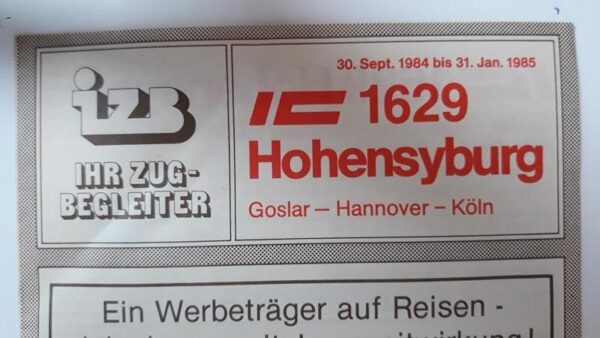 izb
IHR ZUG-
BEGLEITER
30. Sept. 1984 bis 31. Jan. 1985
IC 1629
Hohensyburg
Goslar — Hannover — Köln
Ein Werbeträger auf Reisen -